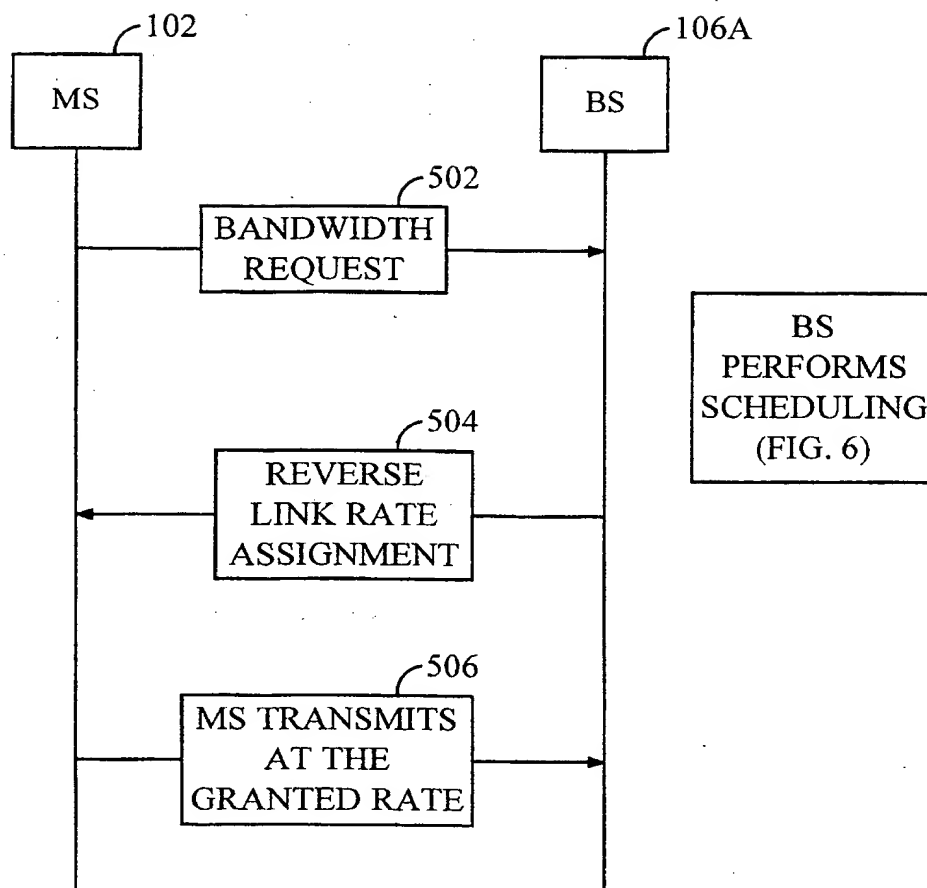 102
106A
MS
BS
502
BANDWIDTH
REQUEST
BS
PERFORMS
SCHEDULING
(FIG. 6)
504
REVERSE
LINK RATE
ASSIGNMENT
506
MS TRANSMITS
AT THE
GRANTED RATE